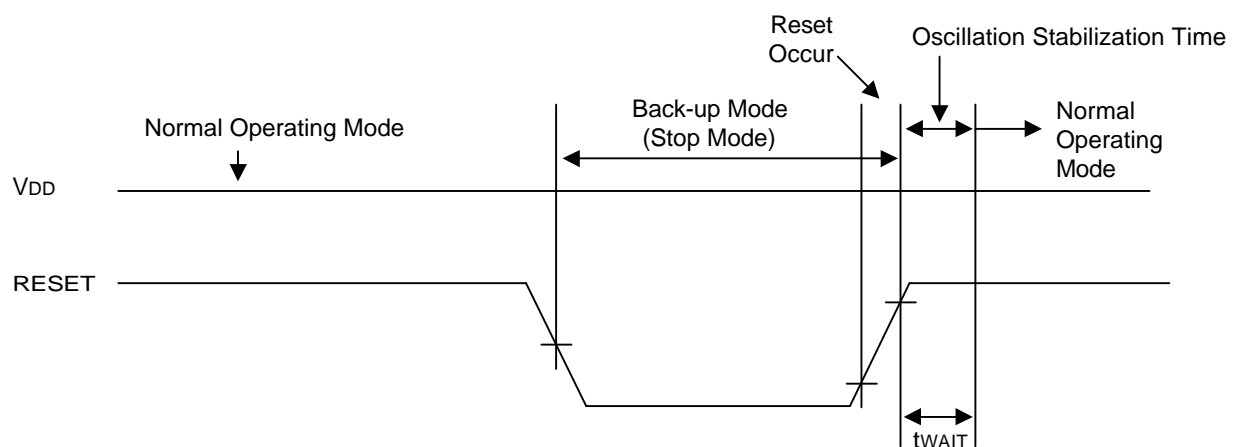 Reset
Occur
Oscillation Stabilization Time
Back-up Mode
(Stop Mode)
Normal Operating Mode
Normal
Operating
Mode
VDD
RESET
tWAIT